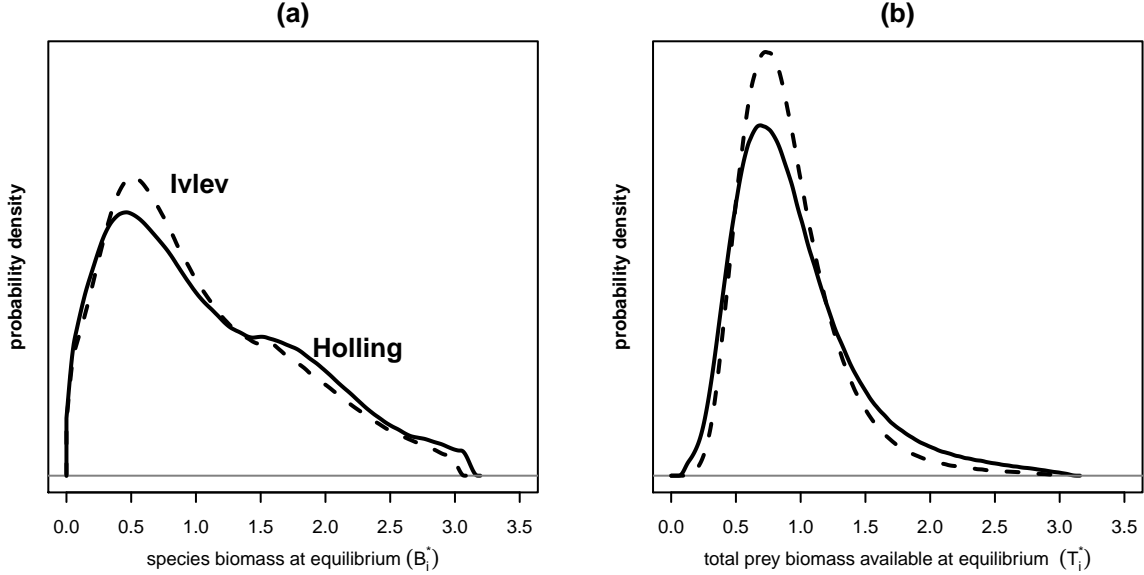 (a)
probability density
Ivlev
Holling
0.0 0.5 1.0 1.5 2.0 2.5 3.0 3.5
species biomass at equilibrium (B*i)
(b)
probability density
0.0 0.5 1.0 1.5 2.0 2.5 3.0 3.5
total prey biomass available at equilibrium (T*i)